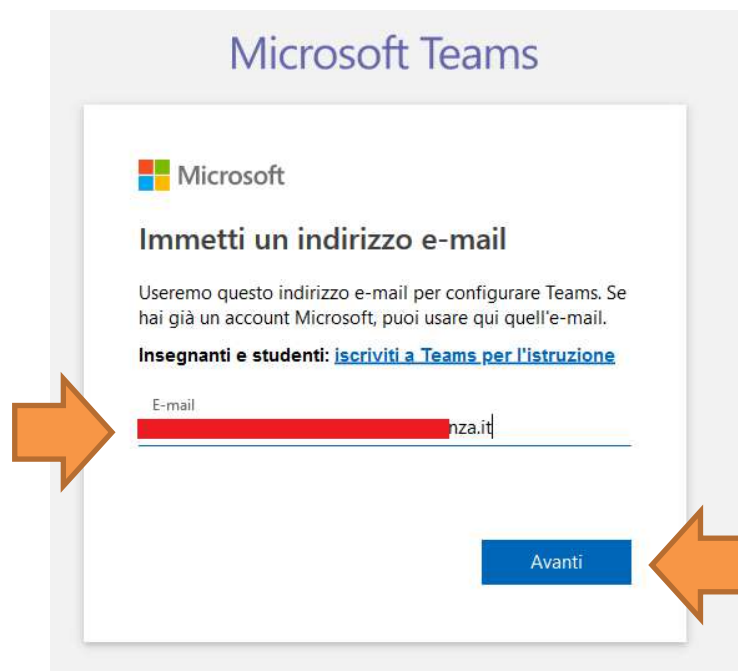 Microsoft Teams
Microsoft
Immetti un indirizzo e-mail
Useremo questo indirizzo e-mail per configurare Teams. Se
hai già un account Microsoft, puoi usare qui quell'e-mail.
Insegnanti e studenti: iscriviti a Teams per l'istruzione
E-mail
nza.it
Avanti